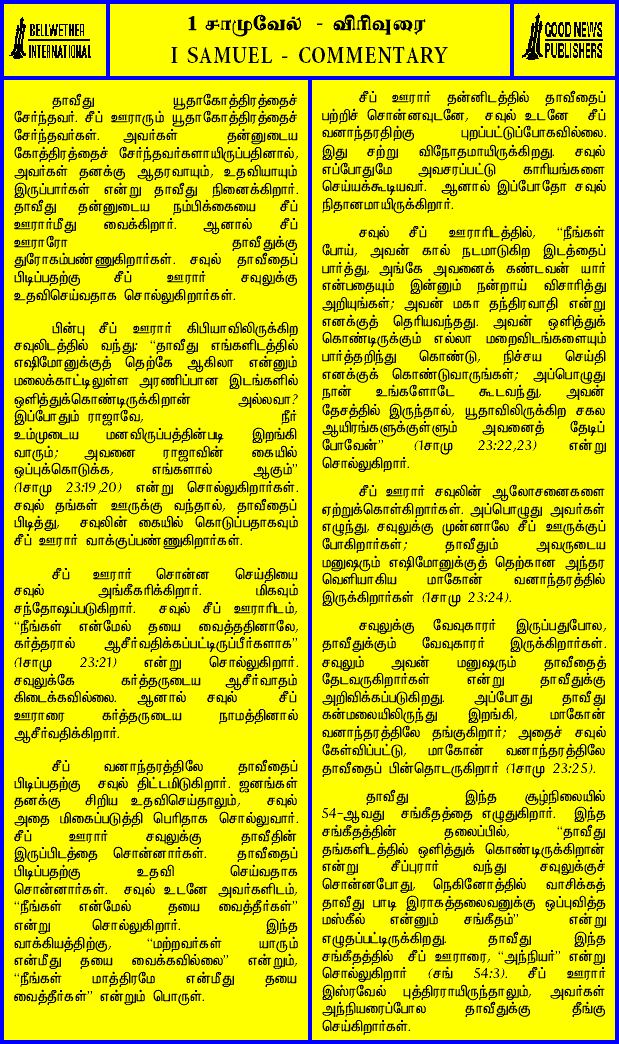 BELLWETHER
INTERNATIONAL
1 சாமுவேல் - விரிவுரை
I SAMUEL - COMMENTARY
GOOD NEWS
PUBLISHERS
தாவீது யூதாகோத்திரத்தைச்
சேர்ந்தவர். சீப் ஊராரும் யூதாகோத்திரத்தைச்
சேர்ந்தவர்கள். அவர்கள் தன்னுடைய
கோத்திரத்தைச் சேர்ந்தவர்களாயிருப்பதினால்,
அவர்கள் தனக்கு ஆதரவாயும், உதவியாயும்
இருப்பார்கள் என்று தாவீது நினைக்கிறார்.
தாவீது தன்னுடைய நம்பிக்கையை சீப்
ஊரார்மீது வைக்கிறார். ஆனால் சீப்
ஊராரோ தாவீதுக்கு
துரோகம்பண்ணுகிறார்கள். சவுல் தாவீதைப்
பிடிப்பதற்கு சீப் ஊரார் சவுலுக்கு
உதவிசெய்வதாக சொல்லுகிறார்கள்.
பின்பு சீப் ஊரார் கிபியாவிலிருக்கிற
சவுலிடத்தில் வந்து: “தாவீது எங்களிடத்தில்
எஷிமோனுக்குத் தெற்கே ஆகிலா என்னும்
மலைக்காட்டிலுள்ள அரணிப்பான இடங்களில்
ஒளித்துக்கொண்டிருக்கிறான் அல்லவா?
இப்போதும் ராஜாவே, நீர்
உம்முடைய மனவிருப்பத்தின்படி இறங்கி
வாரும்; அவனை ராஜாவின் கையில்
ஒப்புக்கொடுக்க, எங்களால் ஆகும்”
(1சாமு 23:19,20) என்று சொல்லுகிறார்கள்.
சவுல் தங்கள் ஊருக்கு வந்தால், தாவீதைப்
பிடித்து, சவுலின் கையில் கொடுப்பதாகவும்
சீப் ஊரார் வாக்குப்பண்ணுகிறார்கள்.
சீப் ஊரார் சொன்ன செய்தியை
சவுல் அங்கீகரிக்கிறார். மிகவும்
சந்தோஷப்படுகிறார். சவுல் சீப் ஊராரிடம்,
“நீங்கள் என்மேல் தயை வைத்ததினாலே,
கர்த்தரால் ஆசீர்வதிக்கப்பட்டிருப்பீர்களாக”
(1சாமு 23:21) என்று சொல்லுகிறார்.
சவுலுக்கே கர்த்தருடைய ஆசீர்வாதம்
கிடைக்கவில்லை. ஆனால் சவுல் சீப்
ஊராரை கர்த்தருடைய நாமத்தினால்
ஆசீர்வதிக்கிறார்.
சீப் வனாந்தரத்திலே தாவீதைப்
பிடிப்பதற்கு சவுல் திட்டமிடுகிறார். ஜனங்கள்
தனக்கு சிறிய உதவிசெய்தாலும், சவுல்
அதை மிகைப்படுத்தி பெரிதாக சொல்லுவார்.
சீப் ஊரார் சவுலுக்கு தாவீதின்
இருப்பிடத்தை சொன்னார்கள். தாவீதைப்
பிடிப்பதற்கு உதவி செய்வதாக
சொன்னார்கள். சவுல் உடனே அவர்களிடம்,
“நீங்கள் என்மேல் தயை வைத்தீர்கள்”
என்று சொல்லுகிறார். இந்த
வாக்கியத்திற்கு, “மற்றவர்கள் யாரும்
என்மீது தயை வைக்கவில்லை” என்றும்,
“நீங்கள் மாத்திரமே என்மீது தயை
வைத்தீர்கள்” என்றும் பொருள்.
சீப் ஊரார் தன்னிடத்தில் தாவீதைப்
பற்றிச் சொன்னவுடனே, சவுல் உடனே சீப்
வனாந்தரதிற்கு புறப்பட்டுப்போகவில்லை.
இது சற்று வினோதமாயிருக்கிறது. சவுல்
எப்போதுமே அவசரப்பட்டு காரியங்களை
செய்யக்கூடியவர். ஆனால் இப்போதோ சவுல்
நிதானமாயிருக்கிறார்.
சவுல் சீப் ஊராரிடத்தில், “நீங்கள்
போய், அவன் கால் நடமாடுகிற இடத்தைப்
பார்த்து, அங்கே அவனைக் கண்டவன் யார்
என்பதையும் இன்னும் நன்றாய் விசாரித்து
அறியுங்கள்; அவன் மகா தந்திரவாதி என்று
எனக்குத் தெரியவந்தது. அவன் ஒளித்துக்
கொண்டிருக்கும் எல்லா மறைவிடங்களையும்
பார்த்தறிந்து கொண்டு, நிச்சய செய்தி
எனக்குக் கொண்டுவாருங்கள்; அப்பொழுது
நான் உங்களோடே கூடவந்து, அவன்
தேசத்தில் இருந்தால், யூதாவிலிருக்கிற சகல
ஆயிரங்களுக்குள்ளும் அவனைத் தேடிப்
போவேன்” (1சாமு 23:22,23) என்று
சொல்லுகிறார்.
சீப் ஊரார் சவுலின் ஆலோசனைகளை
ஏற்றுக்கொள்கிறார்கள். அப்பொழுது அவர்கள்
எழுந்து, சவுலுக்கு முன்னாலே சீப் ஊருக்குப்
போகிறார்கள்; தாவீதும் அவருடைய
மனுஷரும் எஷிமோனுக்குத் தெற்கான அந்தர
வெளியாகிய மாகோன் வனாந்தரத்தில்
இருக்கிறார்கள் (1சாமு 23:24).
சவுலுக்கு வேவுகாரர் இருப்பதுபோல,
தாவீதுக்கும் வேவுகாரர் இருக்கிறார்கள்.
சவுலும் அவன் மனுஷரும் தாவீதைத்
தேடவருகிறார்கள் என்று தாவீதுக்கு
அறிவிக்கப்படுகிறது. அப்போது தாவீது
கன்மலையிலிருந்து இறங்கி, மாகோன்
வனாந்தரத்திலே தங்குகிறார்; அதைச் சவுல்
கேள்விப்பட்டு, மாகோன் வனாந்தரத்திலே
தாவீதைப் பின்தொடருகிறார் (1சாமு 23:25).
தாவீது இந்த சூழ்நிலையில்
54-ஆவது சங்கீதத்தை எழுதுகிறார். இந்த
சங்கீதத்தின் தலைப்பில், “தாவீது
தங்களிடத்தில் ஒளித்துக் கொண்டிருக்கிறான்
என்று சீப்பூரார் வந்து சவுலுக்குச்
சொன்னபோது, நெகினோத்தில் வாசிக்கத்
தாவீது பாடி இராகத்தலைவனுக்கு ஒப்புவித்த
மஸ்கீல் என்னும் சங்கீதம்” என்று
எழுதப்பட்டிருக்கிறது. தாவீது இந்த
சங்கீதத்தில் சீப் ஊராரை, “அந்நியர்” என்று
சொல்லுகிறார் (சங் 54:3). சீப் ஊரார்
இஸ்ரவேல் புத்திரராயிருந்தாலும், அவர்கள்
அந்நியரைப்போல தாவீதுக்கு தீங்கு
செய்கிறார்கள்.